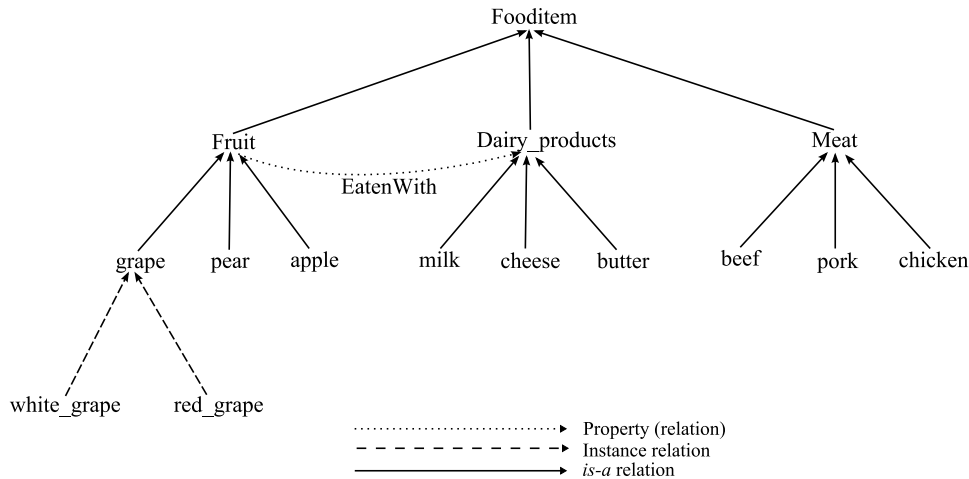 Fooditem
Fruit Dairy_products Meat
EatenWith
grape pear apple milk cheese butter beef pork chicken
white_grape red_grape
Property (relation)
Instance relation
is-a relation